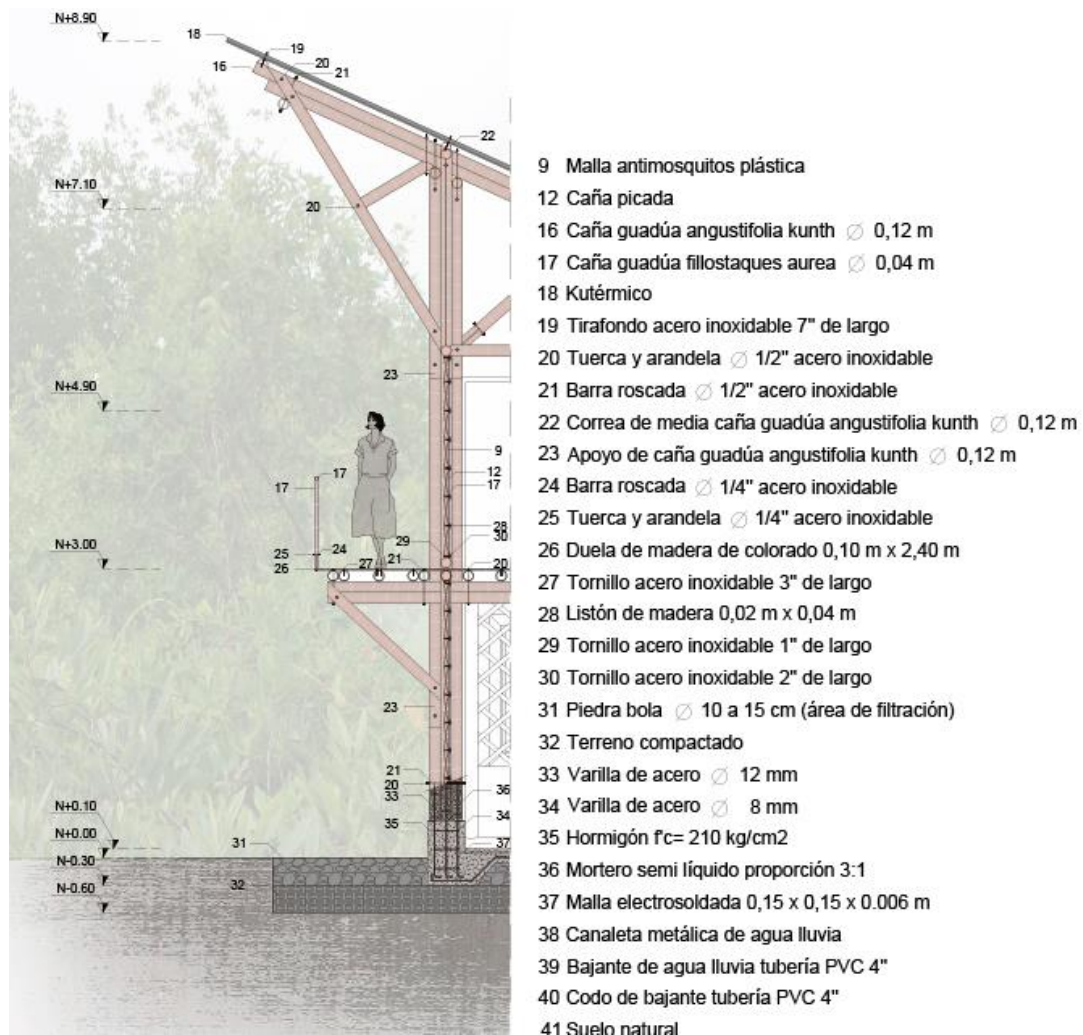 N+8.90
18
19
20
21
16
22
N+7.10
20
23
N+4.90
9
12
17
17
17
28
29
30
N+3.00
25
24
27
21
20
26
23
21
20
33
36
34
35
37
N+0.10
N+0.00
31
N-0.30
32
N-0.60
9 Malla antimosquitos plástica
12 Caña picada
16 Caña guadúa angustifolia kunth ∅ 0,12 m
17 Caña guadúa fillostaques aurea ∅ 0,04 m
18 Kutérmico
19 Tirafondo acero inoxidable 7" de largo
20 Tuerca y arandela ∅ 1/2" acero inoxidable
21 Barra roscada ∅ 1/2" acero inoxidable
22 Correa de media caña guadúa angustifolia kunth ∅ 0,12 m
23 Apoyo de caña guadúa angustifolia kunth ∅ 0,12 m
24 Barra roscada ∅ 1/4" acero inoxidable
25 Tuerca y arandela ∅ 1/4" acero inoxidable
26 Duela de madera de colorado 0,10 m x 2,40 m
27 Tornillo acero inoxidable 3" de largo
28 Listón de madera 0,02 m x 0,04 m
29 Tornillo acero inoxidable 1" de largo
30 Tornillo acero inoxidable 2" de largo
31 Piedra bola ∅ 10 a 15 cm (área de filtración)
32 Terreno compactado
33 Varilla de acero ∅ 12 mm
34 Varilla de acero ∅ 8 mm
35 Hormigón f'c= 210 kg/cm2
36 Mortero semi líquido proporción 3:1
37 Malla electrosoldada 0,15 x 0,15 x 0.006 m
38 Canaleta metálica de agua lluvia
39 Bajante de agua lluvia tubería PVC 4"
40 Codo de bajante tubería PVC 4"
41 Suelo natural